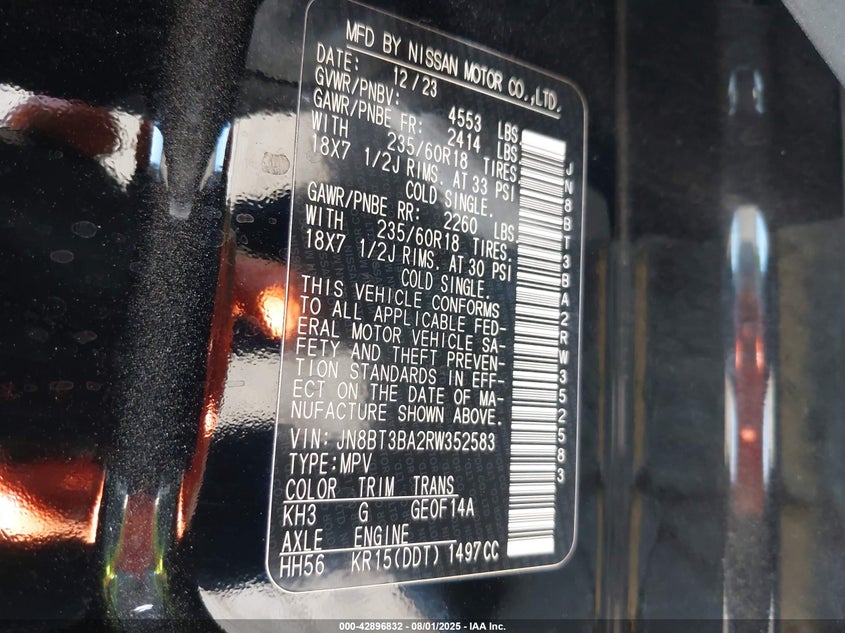 MFD BY NISSAN MOTOR CO.,LTD.
DATE: 12/23
GVWR/PNBV: 4553 LBS
GAWR/PNBE FR: 2414 LBS
WITH 235/60R18 TIRES.
18X7 1/2J RIMS. AT 33 PSI
COLD SINGLE.
GAWR/PNBE RR: 2260 LBS.
WITH 235/60R18 TIRES.
18X7 1/2J RIMS. AT 30 PSI
COLD SINGLE.
THIS VEHICLE CONFORMS
TO ALL APPLICABLE FED-
ERAL MOTOR VEHICLE SA-
FETY AND THEFT PREVEN-
TION STANDARDS IN EFF-
ECT ON THE DATE OF MA-
NUFACTURE SHOWN ABOVE.
VIN: JN8BT3BA2RW352583
TYPE:MPV
COLOR TRIM TRANS
KH3 G GE0F14A
AXLE ENGINE
HH56 KR15(DDT) 1497CC
JN8BT3BA2RW352583
000-42896832 - 08/01/2025 - IAA Inc.